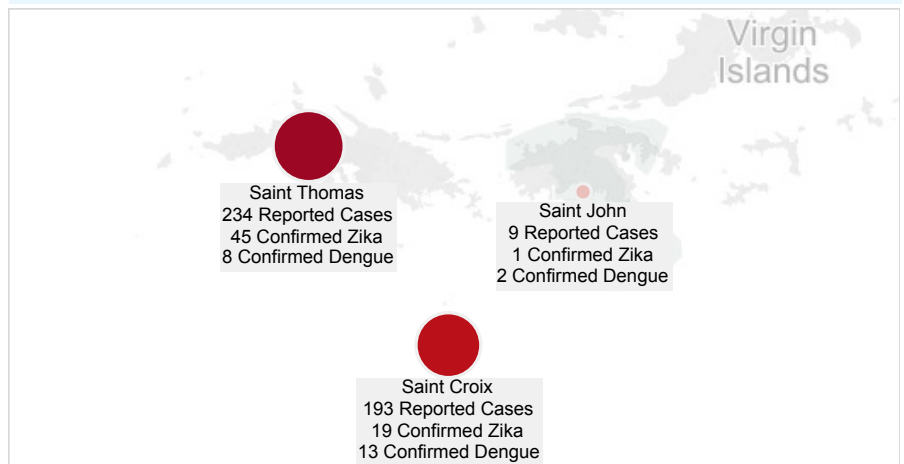 Virgin
Islands
Saint Thomas
234 Reported Cases
45 Confirmed Zika
8 Confirmed Dengue
Saint John
9 Reported Cases
1 Confirmed Zika
2 Confirmed Dengue
Saint Croix
193 Reported Cases
19 Confirmed Zika
13 Confirmed Dengue